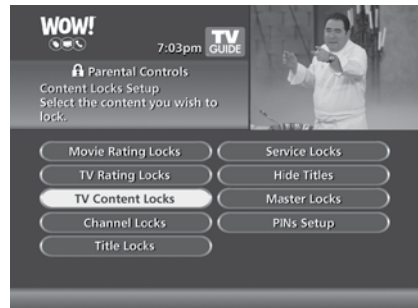 WOW!
7:03pm
TV
GUIDE
Parental Controls
Content Locks Setup
Select the content you wish to
lock.
Movie Rating Locks
Service Locks
TV Rating Locks
Hide Titles
TV Content Locks
Master Locks
Channel Locks
PINs Setup
Title Locks